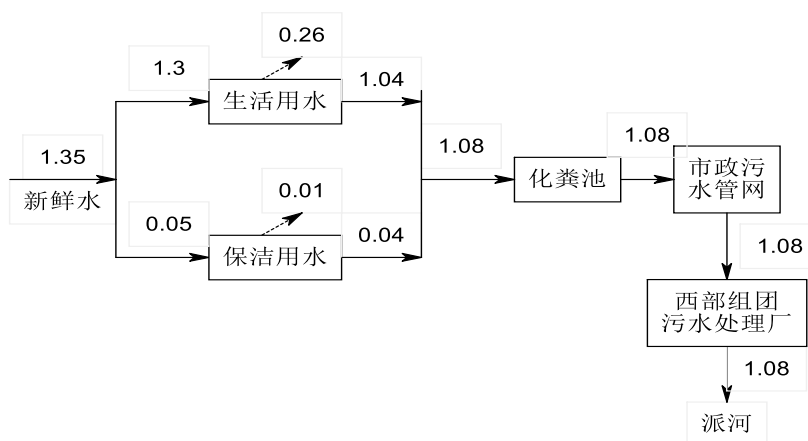 0.26
1.3
生活用水
1.04
1.35
新鲜水
1.08
化粪池
1.08
市政污
水管网
0.05
0.01
保洁用水
0.04
1.08
西部组团
污水处理厂
1.08
派河